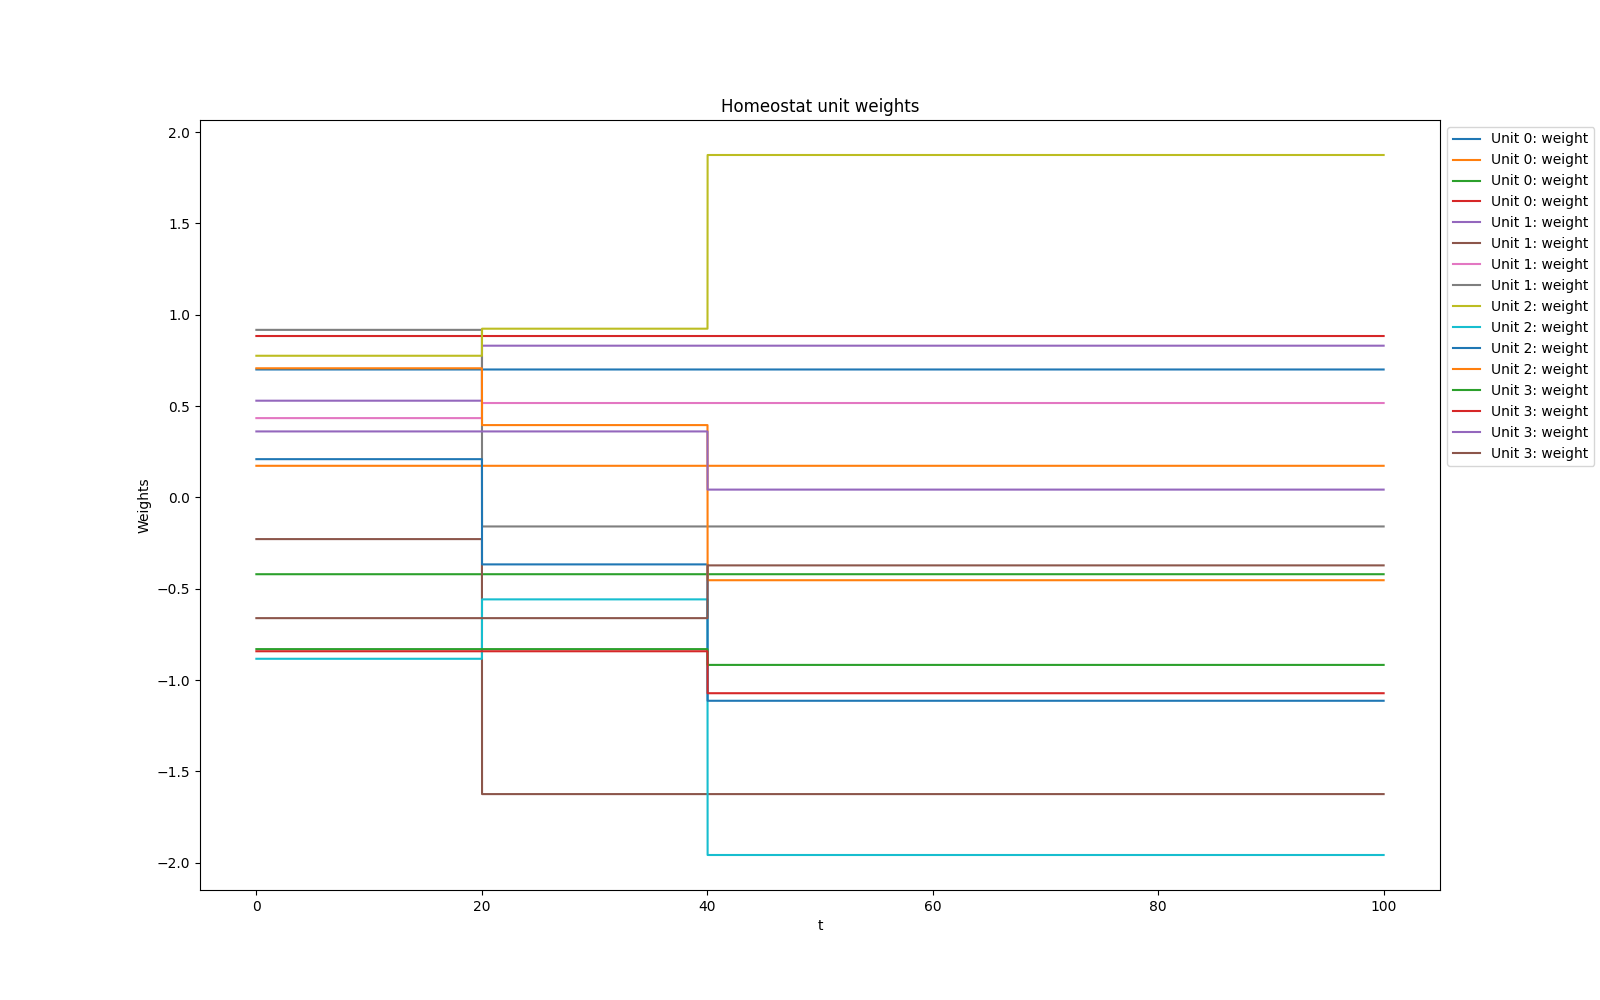 Homeostat unit weights
2.0
1.5
1.0
0.5
0.0
−0.5
−1.0
−1.5
−2.0
Weights
0 20 40 60 80 100
t
Unit 0: weight
Unit 0: weight
Unit 0: weight
Unit 0: weight
Unit 1: weight
Unit 1: weight
Unit 1: weight
Unit 1: weight
Unit 2: weight
Unit 2: weight
Unit 2: weight
Unit 2: weight
Unit 3: weight
Unit 3: weight
Unit 3: weight
Unit 3: weight